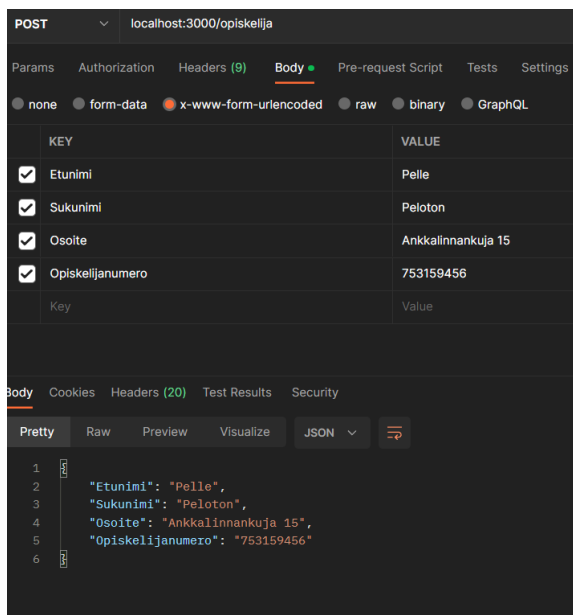 POST localhost:3000/opiskelija
Params Authorization Headers (9) Body Pre-request Script Tests Settings
none form-data x-www-form-urlencoded raw binary GraphQL
KEY VALUE
Etunimi Pelle
Sukunimi Peloton
Osoite Ankkalinnankuja 15
Opiskelijanumero 753159456
Key Value
Body Cookies Headers (20) Test Results Security
Pretty Raw Preview Visualize JSON
1 {
2 "Etunimi": "Pelle",
3 "Sukunimi": "Peloton",
4 "Osoite": "Ankkalinnankuja 15",
5 "Opiskelijanumero": "753159456"
6 }